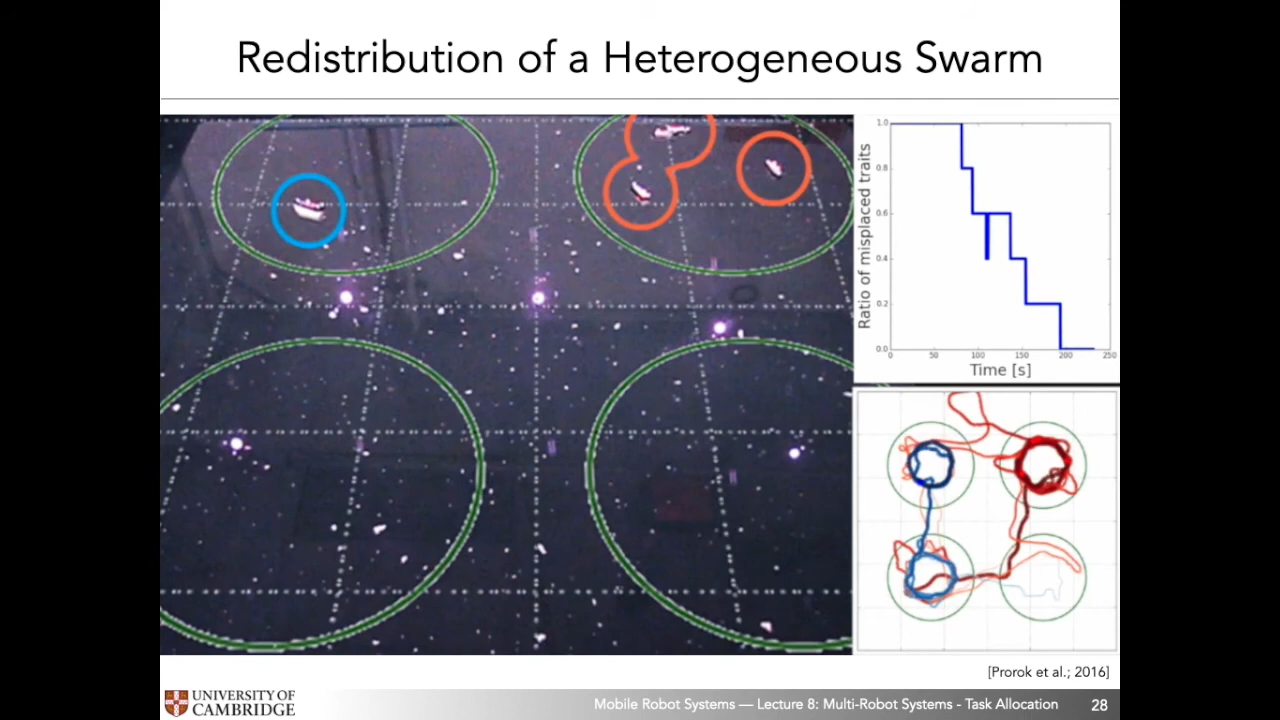 Redistribution of a Heterogeneous Swarm
Ratio of misplaced traits
1.0
0.8
0.6
0.4
0.2
0.0
0 50 100 150 200 250
Time [s]
[Prorok et al.; 2016]
UNIVERSITY OF
CAMBRIDGE
Mobile Robot Systems — Lecture 8: Multi-Robot Systems - Task Allocation 28